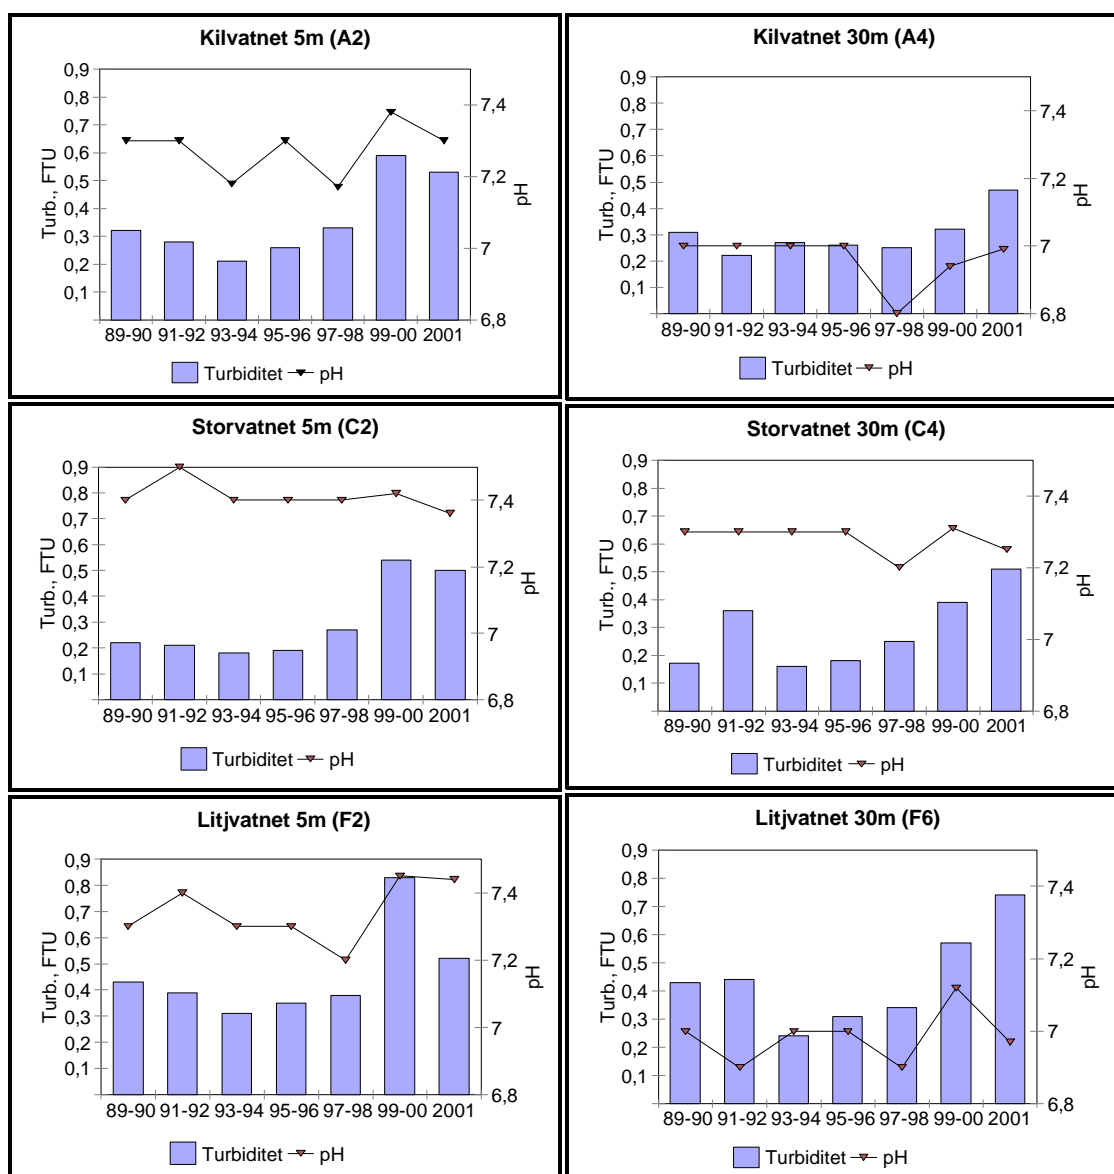 Kilvatnet 5m (A2)
0,9
0,8
0,7
0,6
0,5
0,4
0,3
0,2
0,1
Turb., FTU
7,4
7,2
7
6,8
pH
89-90 91-92 93-94 95-96 97-98 99-00 2001
Turbiditet pH
Kilvatnet 30m (A4)
0,9
0,8
0,7
0,6
0,5
0,4
0,3
0,2
0,1
Turb., FTU
7,4
7,2
7
6,8
pH
89-90 91-92 93-94 95-96 97-98 99-00 2001
Turbiditet pH
Storvatnet 5m (C2)
0,9
0,8
0,7
0,6
0,5
0,4
0,3
0,2
0,1
Turb., FTU
7,4
7,2
7
6,8
pH
89-90 91-92 93-94 95-96 97-98 99-00 2001
Turbiditet pH
Storvatnet 30m (C4)
0,9
0,8
0,7
0,6
0,5
0,4
0,3
0,2
0,1
Turb., FTU
7,4
7,2
7
6,8
pH
89-90 91-92 93-94 95-96 97-98 99-00 2001
Turbiditet pH
Litjvatnet 5m (F2)
0,9
0,8
0,7
0,6
0,5
0,4
0,3
0,2
0,1
Turb., FTU
7,4
7,2
7
6,8
pH
89-90 91-92 93-94 95-96 97-98 99-00 2001
Turbiditet pH
Litjvatnet 30m (F6)
0,9
0,8
0,7
0,6
0,5
0,4
0,3
0,2
0,1
Turb., FTU
7,4
7,2
7
6,8
pH
89-90 91-92 93-94 95-96 97-98 99-00 2001
Turbiditet pH